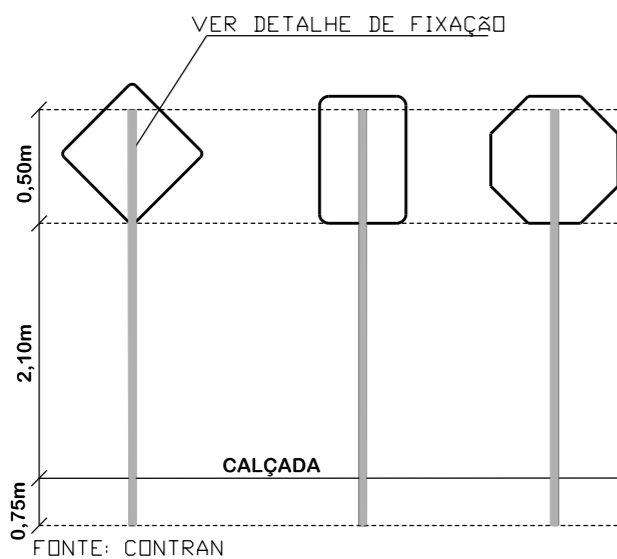 VER DETALHE DE FIXAÇÃO
0,50m
2,10m
CALÇADA
0,75m
FONTE: CONTRAN